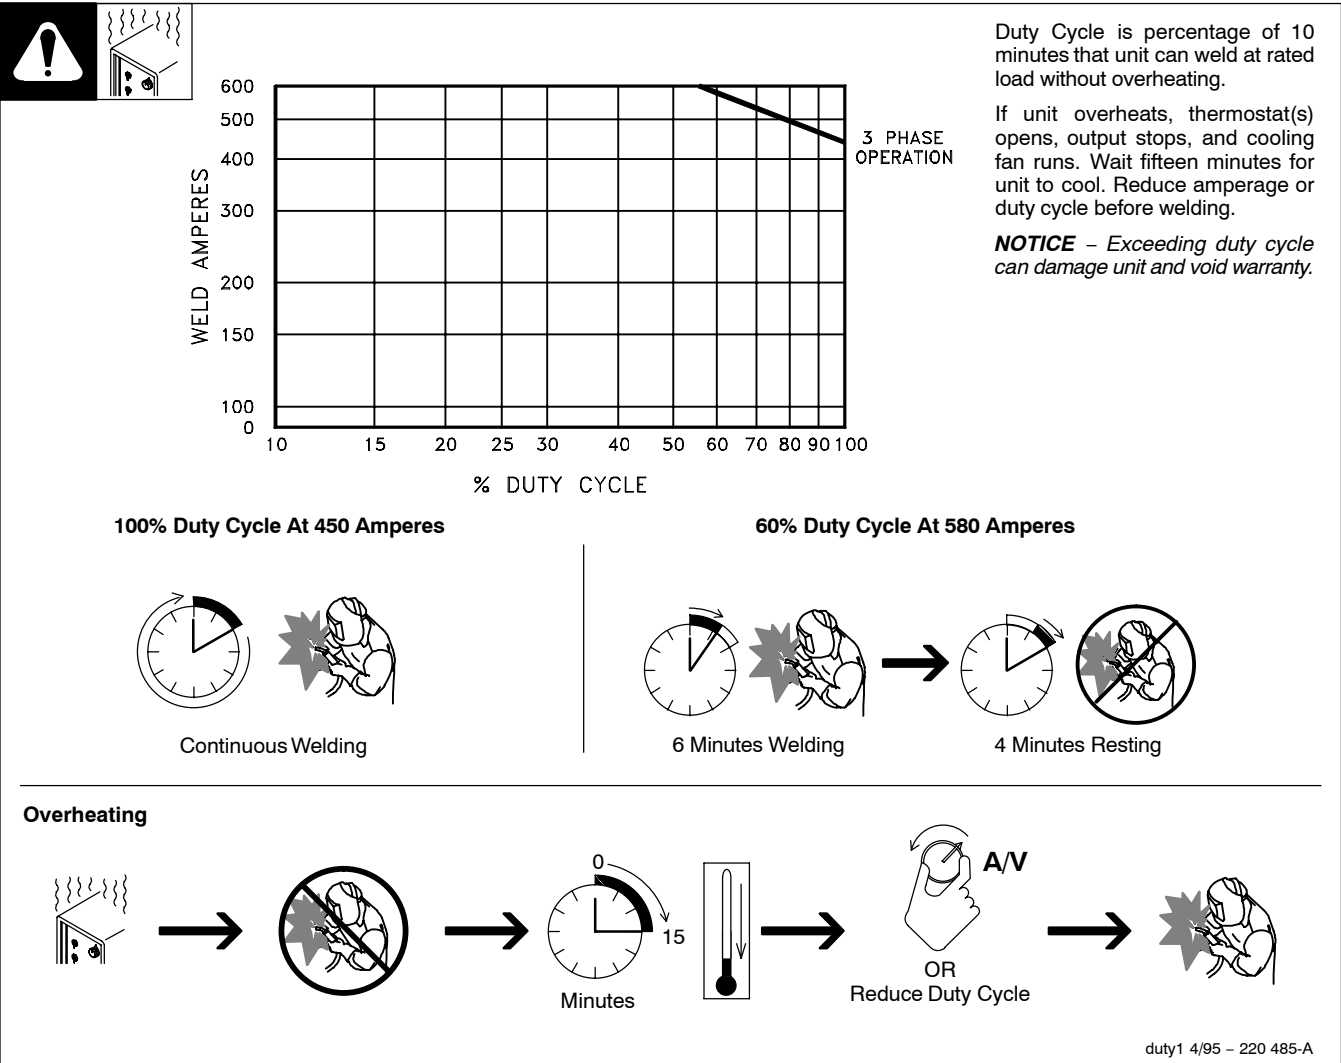 Duty Cycle is percentage of 10
minutes that unit can weld at rated
load without overheating.
If unit overheats, thermostat(s)
opens, output stops, and cooling
fan runs. Wait fifteen minutes for
unit to cool. Reduce amperage or
duty cycle before welding.
NOTICE – Exceeding duty cycle
can damage unit and void warranty.
600
500
400
300
200
150
100
0
WELD AMPERES
3 PHASE
OPERATION
10 15 20 25 30 40 50 60 70 80 90 100
% DUTY CYCLE
100% Duty Cycle At 450 Amperes
60% Duty Cycle At 580 Amperes
Continuous Welding
6 Minutes Welding
4 Minutes Resting
Overheating
0
15
Minutes
A/V
OR
Reduce Duty Cycle
duty1 4/95 – 220 485-A